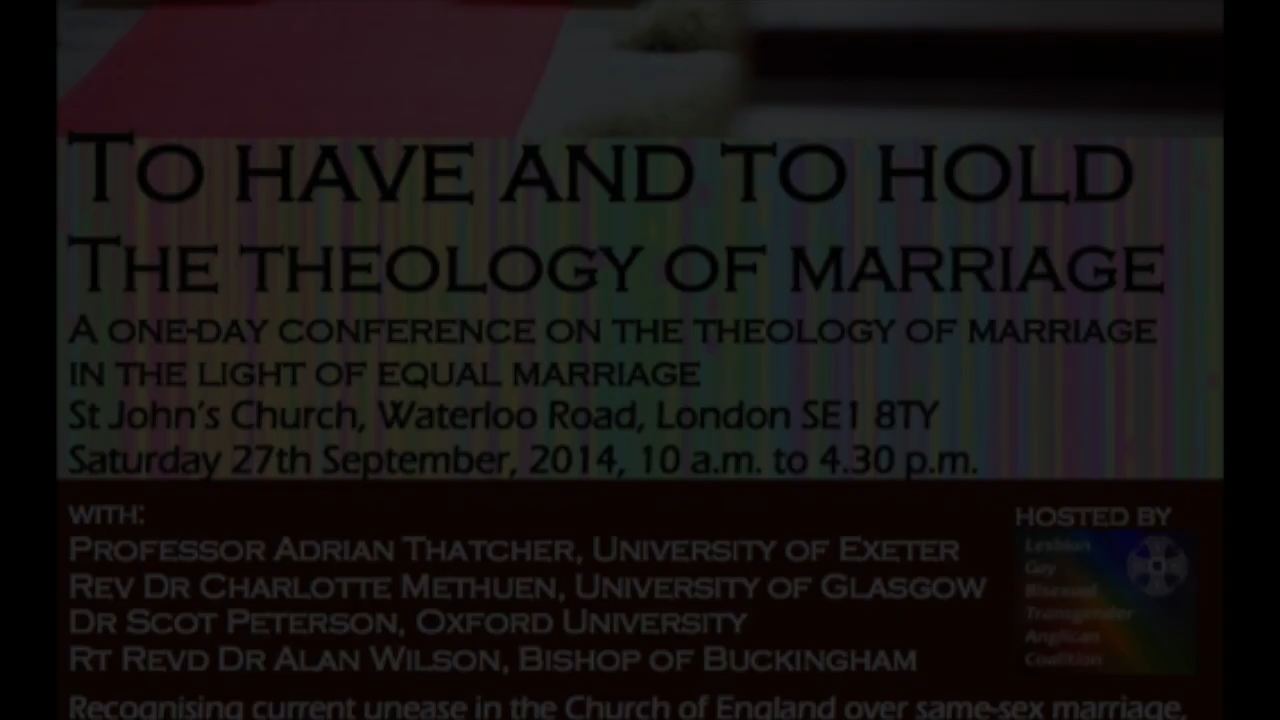 TO HAVE AND TO HOLD
THE THEOLOGY OF MARRIAGE
A ONE-DAY CONFERENCE ON THE THEOLOGY OF MARRIAGE
IN THE LIGHT OF EQUAL MARRIAGE
St John's Church, Waterloo Road, London SE1 8TY
Saturday 27th September, 2014, 10 a.m. to 4.30 p.m.
WITH:
PROFESSOR ADRIAN THATCHER, UNIVERSITY OF EXETER
REV DR CHARLOTTE METHUEN, UNIVERSITY OF GLASGOW
DR SCOT PETERSON, OXFORD UNIVERSITY
RT REVD DR ALAN WILSON, BISHOP OF BUCKINGHAM
HOSTED BY
Lesbian
Gay
Bisexual
Transgender
Anglican
Coalition
Recognising current unease in the Church of England over same-sex marriage,